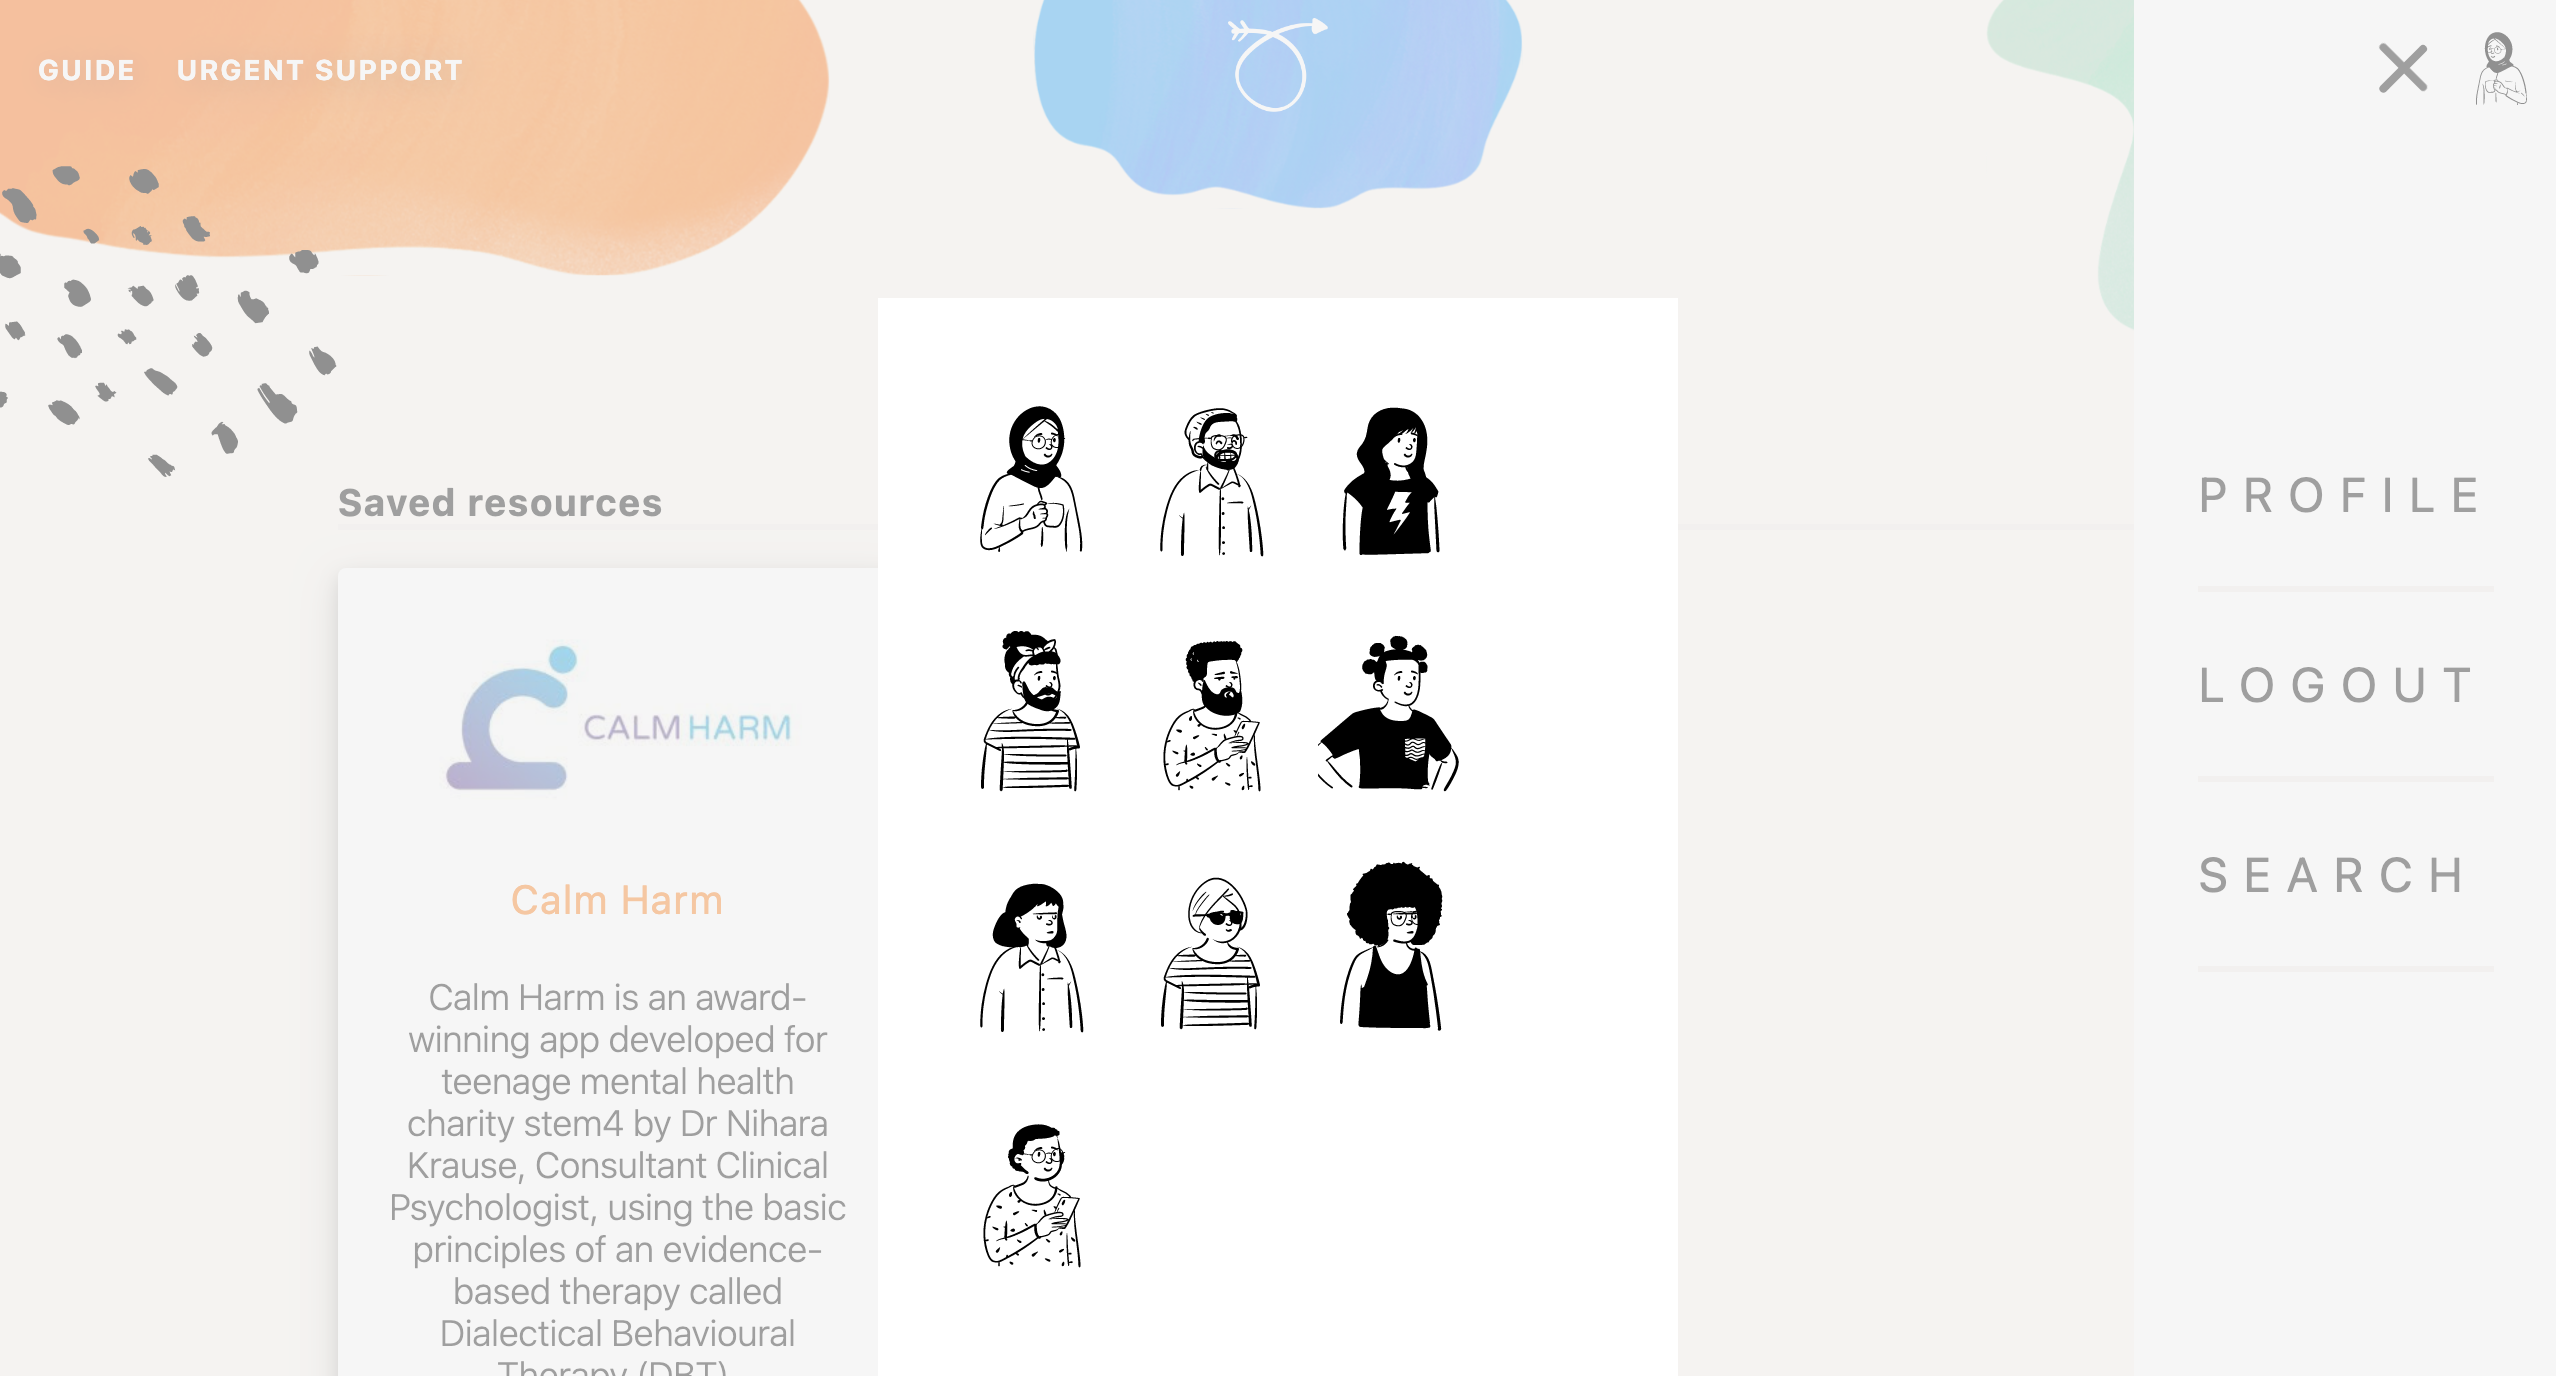 GUIDE
URGENT SUPPORT
Saved resources
CALM HARM
Calm Harm
Calm Harm is an award-
winning app developed for
teenage mental health
charity stem4 by Dr Nihara
Krause, Consultant Clinical
Psychologist, using the basic
principles of an evidence-
based therapy called
Dialectical Behavioural
Therapy (DBT)
PROFILE
LOGOUT
SEARCH